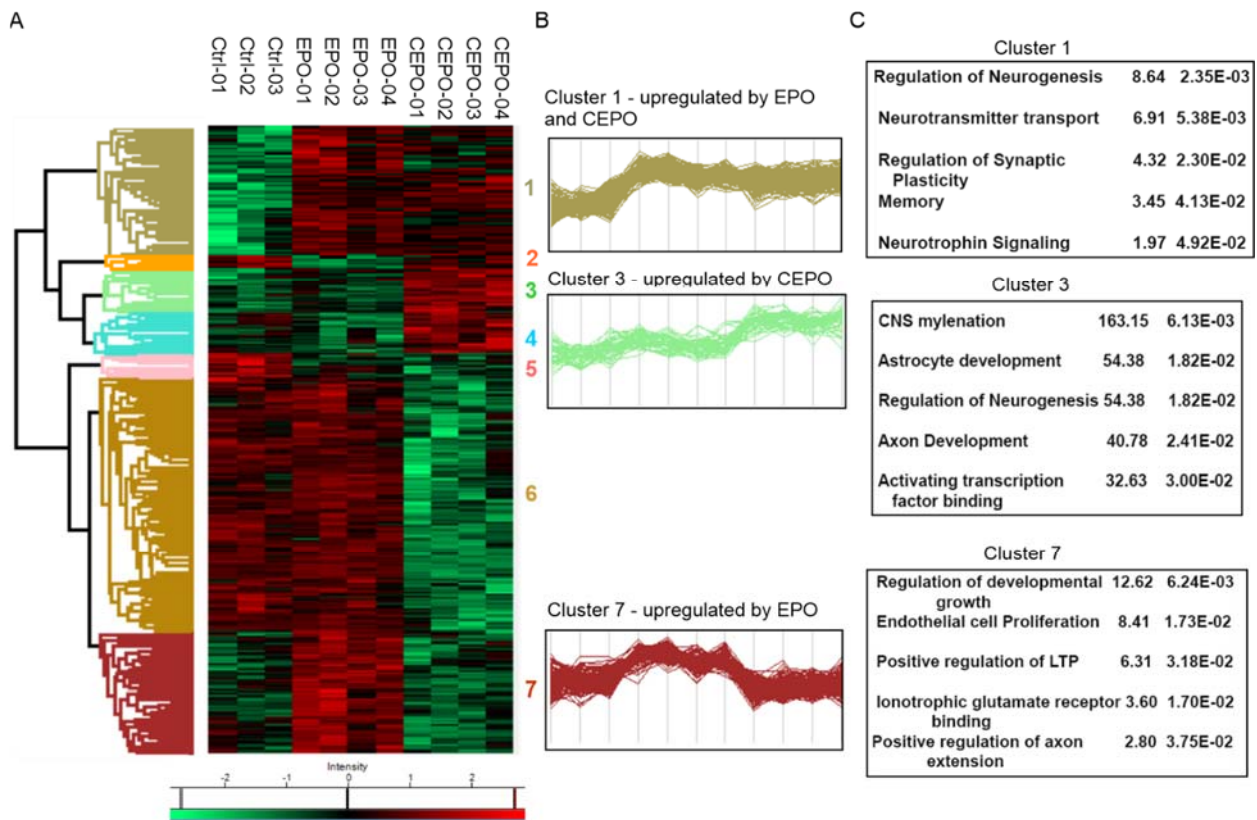 A
Ctrl-01
Ctrl-02
Ctrl-03
EPO-01
EPO-02
EPO-03
EPO-04
CEPO-01
CEPO-02
CEPO-03
CEPO-04
1
2
3
4
5
6
7
Intensity
-2 -1 0 1 2
B
Cluster 1 - upregulated by EPO
and CEPO
Cluster 3 - upregulated by CEPO
Cluster 7 - upregulated by EPO
C
Cluster 1
Regulation of Neurogenesis 8.64 2.35E-03
Neurotransmitter transport 6.91 5.38E-03
Regulation of Synaptic 4.32 2.30E-02
Plasticity
Memory 3.45 4.13E-02
Neurotrophin Signaling 1.97 4.92E-02
Cluster 3
CNS mylenation 163.15 6.13E-03
Astrocyte development 54.38 1.82E-02
Regulation of Neurogenesis 54.38 1.82E-02
Axon Development 40.78 2.41E-02
Activating transcription 32.63 3.00E-02
factor binding
Cluster 7
Regulation of developmental 12.62 6.24E-03
growth
Endothelial cell Proliferation 8.41 1.73E-02
Positive regulation of LTP 6.31 3.18E-02
Ionotrophic glutamate receptor 3.60 1.70E-02
binding
Positive regulation of axon 2.80 3.75E-02
extension